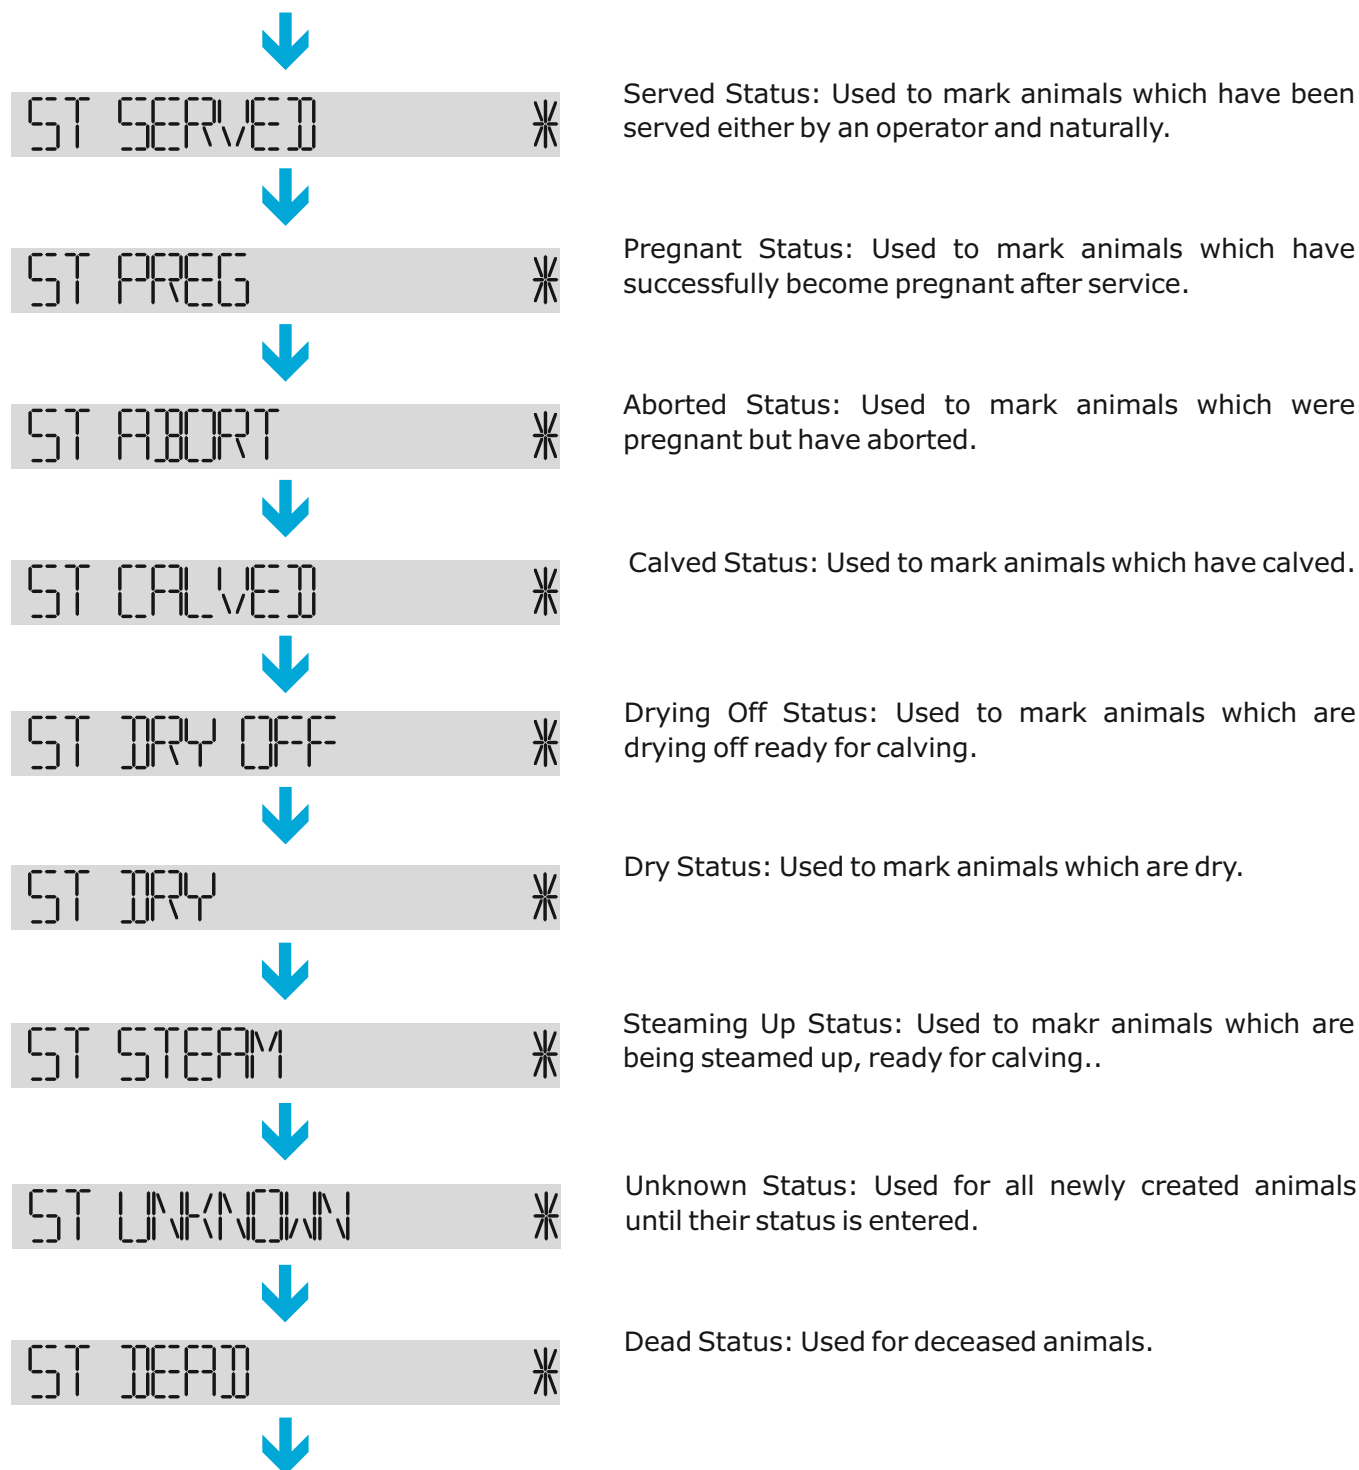 ST SERVED *
Served Status: Used to mark animals which have been
served either by an operator and naturally.
ST PREG *
Pregnant Status: Used to mark animals which have
successfully become pregnant after service.
ST ABORT *
Aborted Status: Used to mark animals which were
pregnant but have aborted.
ST CALVED *
Calved Status: Used to mark animals which have calved.
ST DRY OFF *
Drying Off Status: Used to mark animals which are
drying off ready for calving.
ST DRY *
Dry Status: Used to mark animals which are dry.
ST STEAM *
Steaming Up Status: Used to makr animals which are
being steamed up, ready for calving..
ST UNKNOWN *
Unknown Status: Used for all newly created animals
until their status is entered.
ST DEAD *
Dead Status: Used for deceased animals.